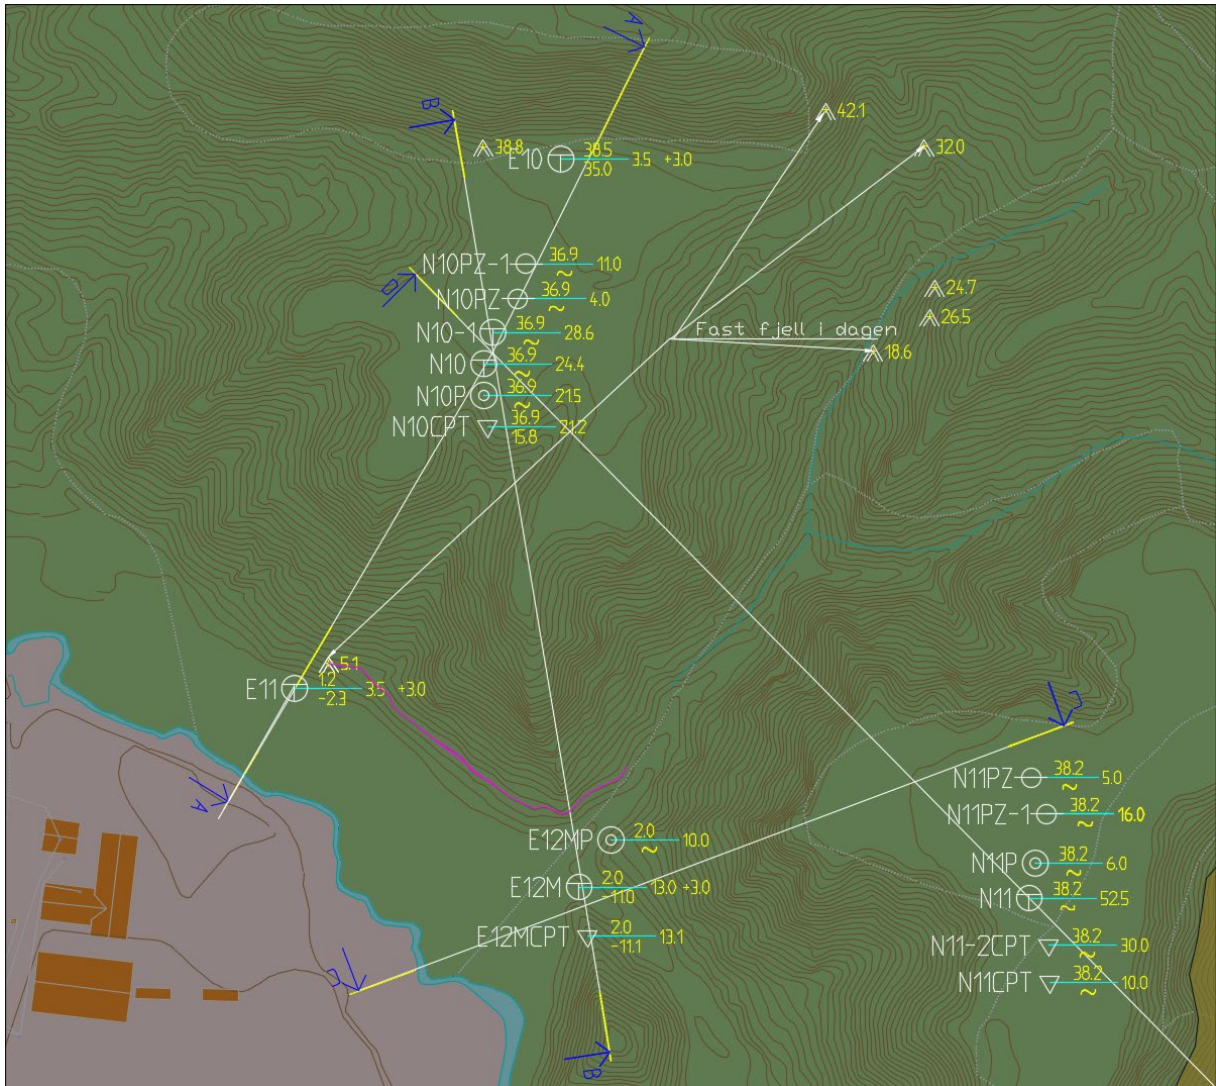 A
B
42.1
38.8
E10 38.5 3.5 +3.0
35.0
32.0
N10PZ-1 36.9 11.0
~
D
N10PZ 36.9 4.0
~
24.7
26.5
N10-1 36.9 28.6
~
Fast fjell i dagen
18.6
N10 36.9 24.4
~
N10P 36.9 21.5
~
N10CPT 36.9 21.2
15.8
5.1
E11 1.2 3.5 +3.0
-2.3
C
N11PZ 38.2 5.0
~
A
N11PZ-1 38.2 16.0
~
E12MP 2.0 10.0
~
N11P 38.2 6.0
~
E12M 2.0 13.0 +3.0
-11.0
N11 38.2 52.5
~
E12MCPT 2.0 13.1
-11.1
N11-2CPT 38.2 30.0
~
C
N11CPT 38.2 10.0
~
B